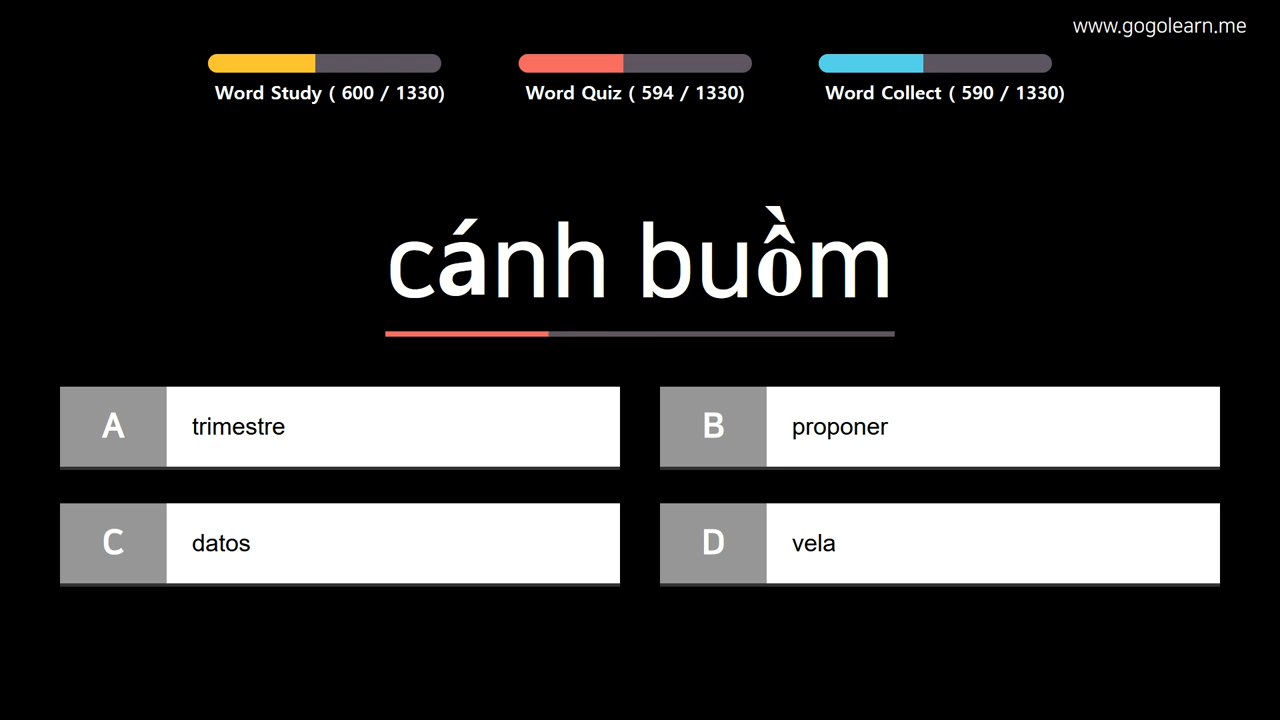 www.gogolearn.me
Word Study ( 600 / 1330)
Word Quiz ( 594 / 1330)
Word Collect ( 590 / 1330)
cánh buồm
A trimestre
B proponer
C datos
D vela